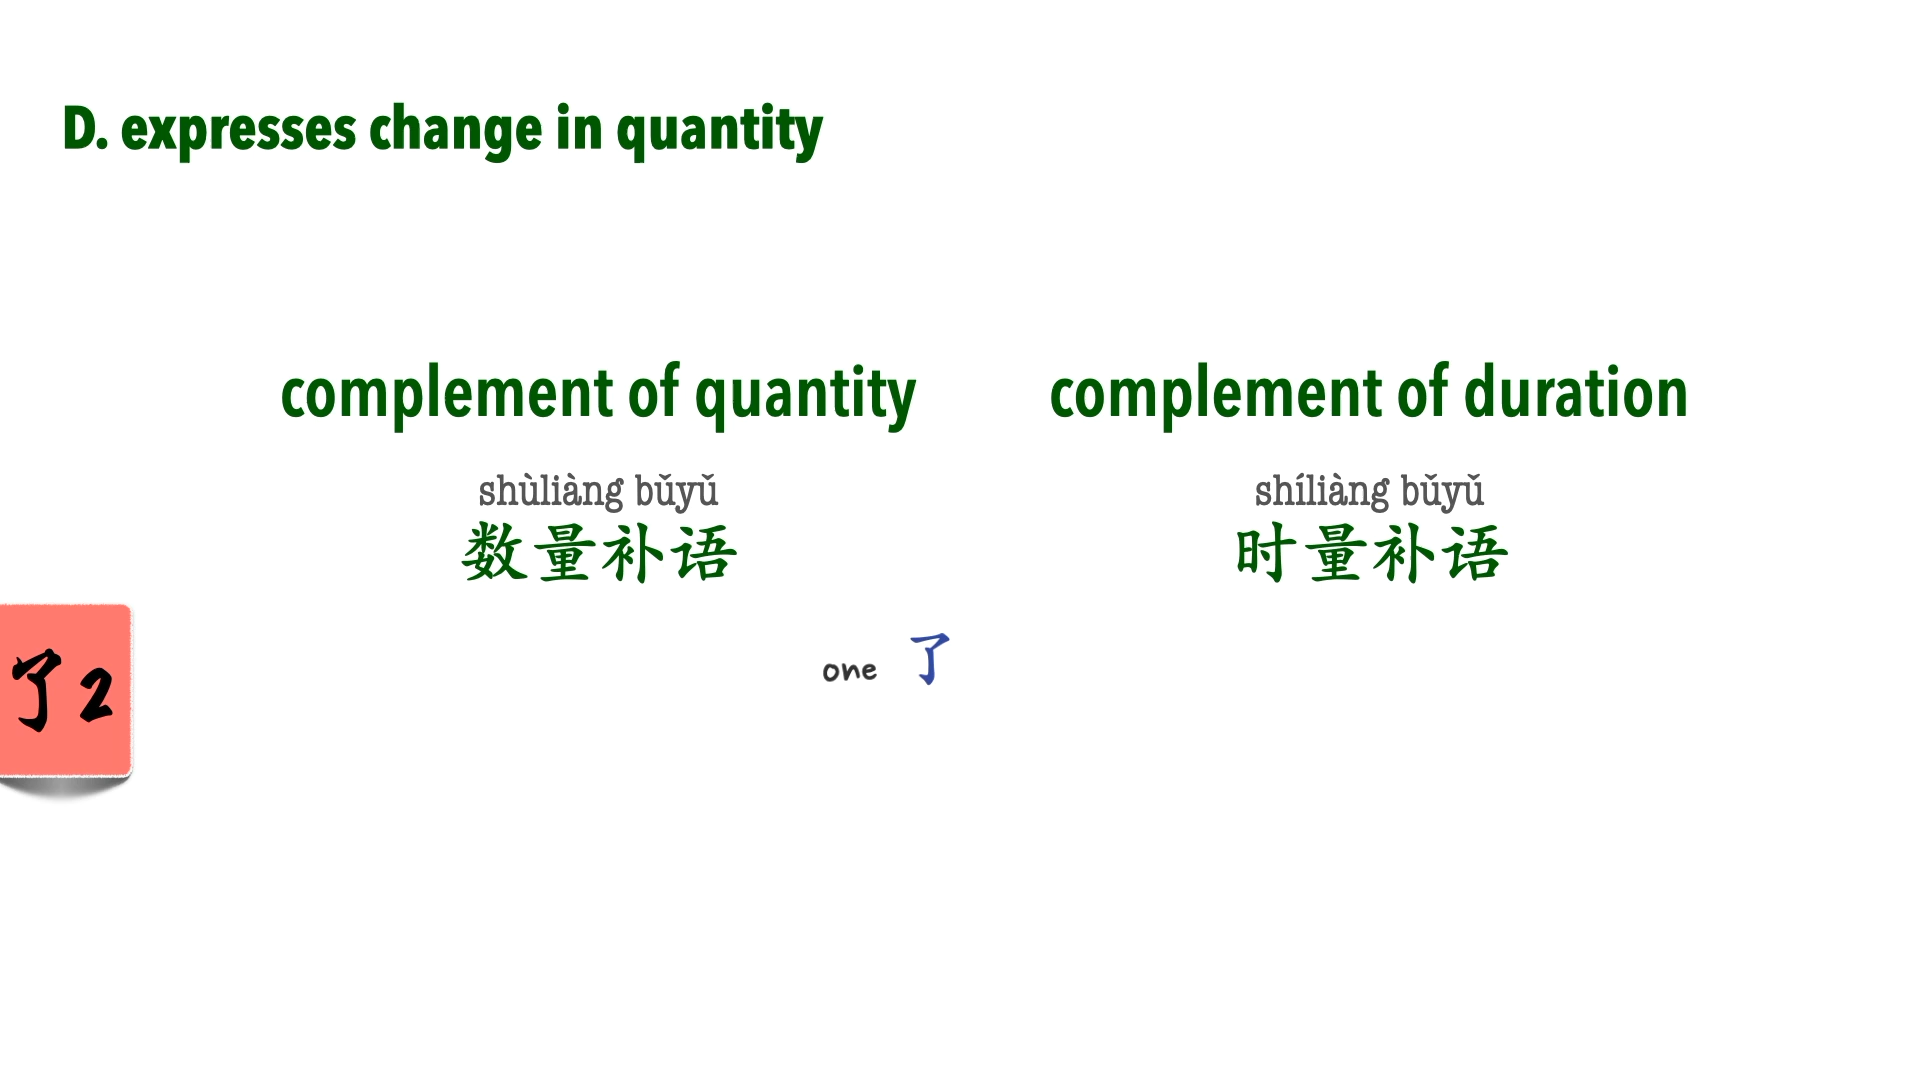 D. expresses change in quantity
complement of quantity
shùliàng bǔyǔ
数量补语
complement of duration
shíliàng bǔyǔ
时量补语
one 了
了2